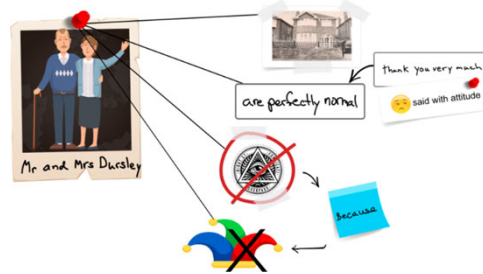 Mr and Mrs Dursley
are perfectly normal
thank you very much
said with attitude
Because